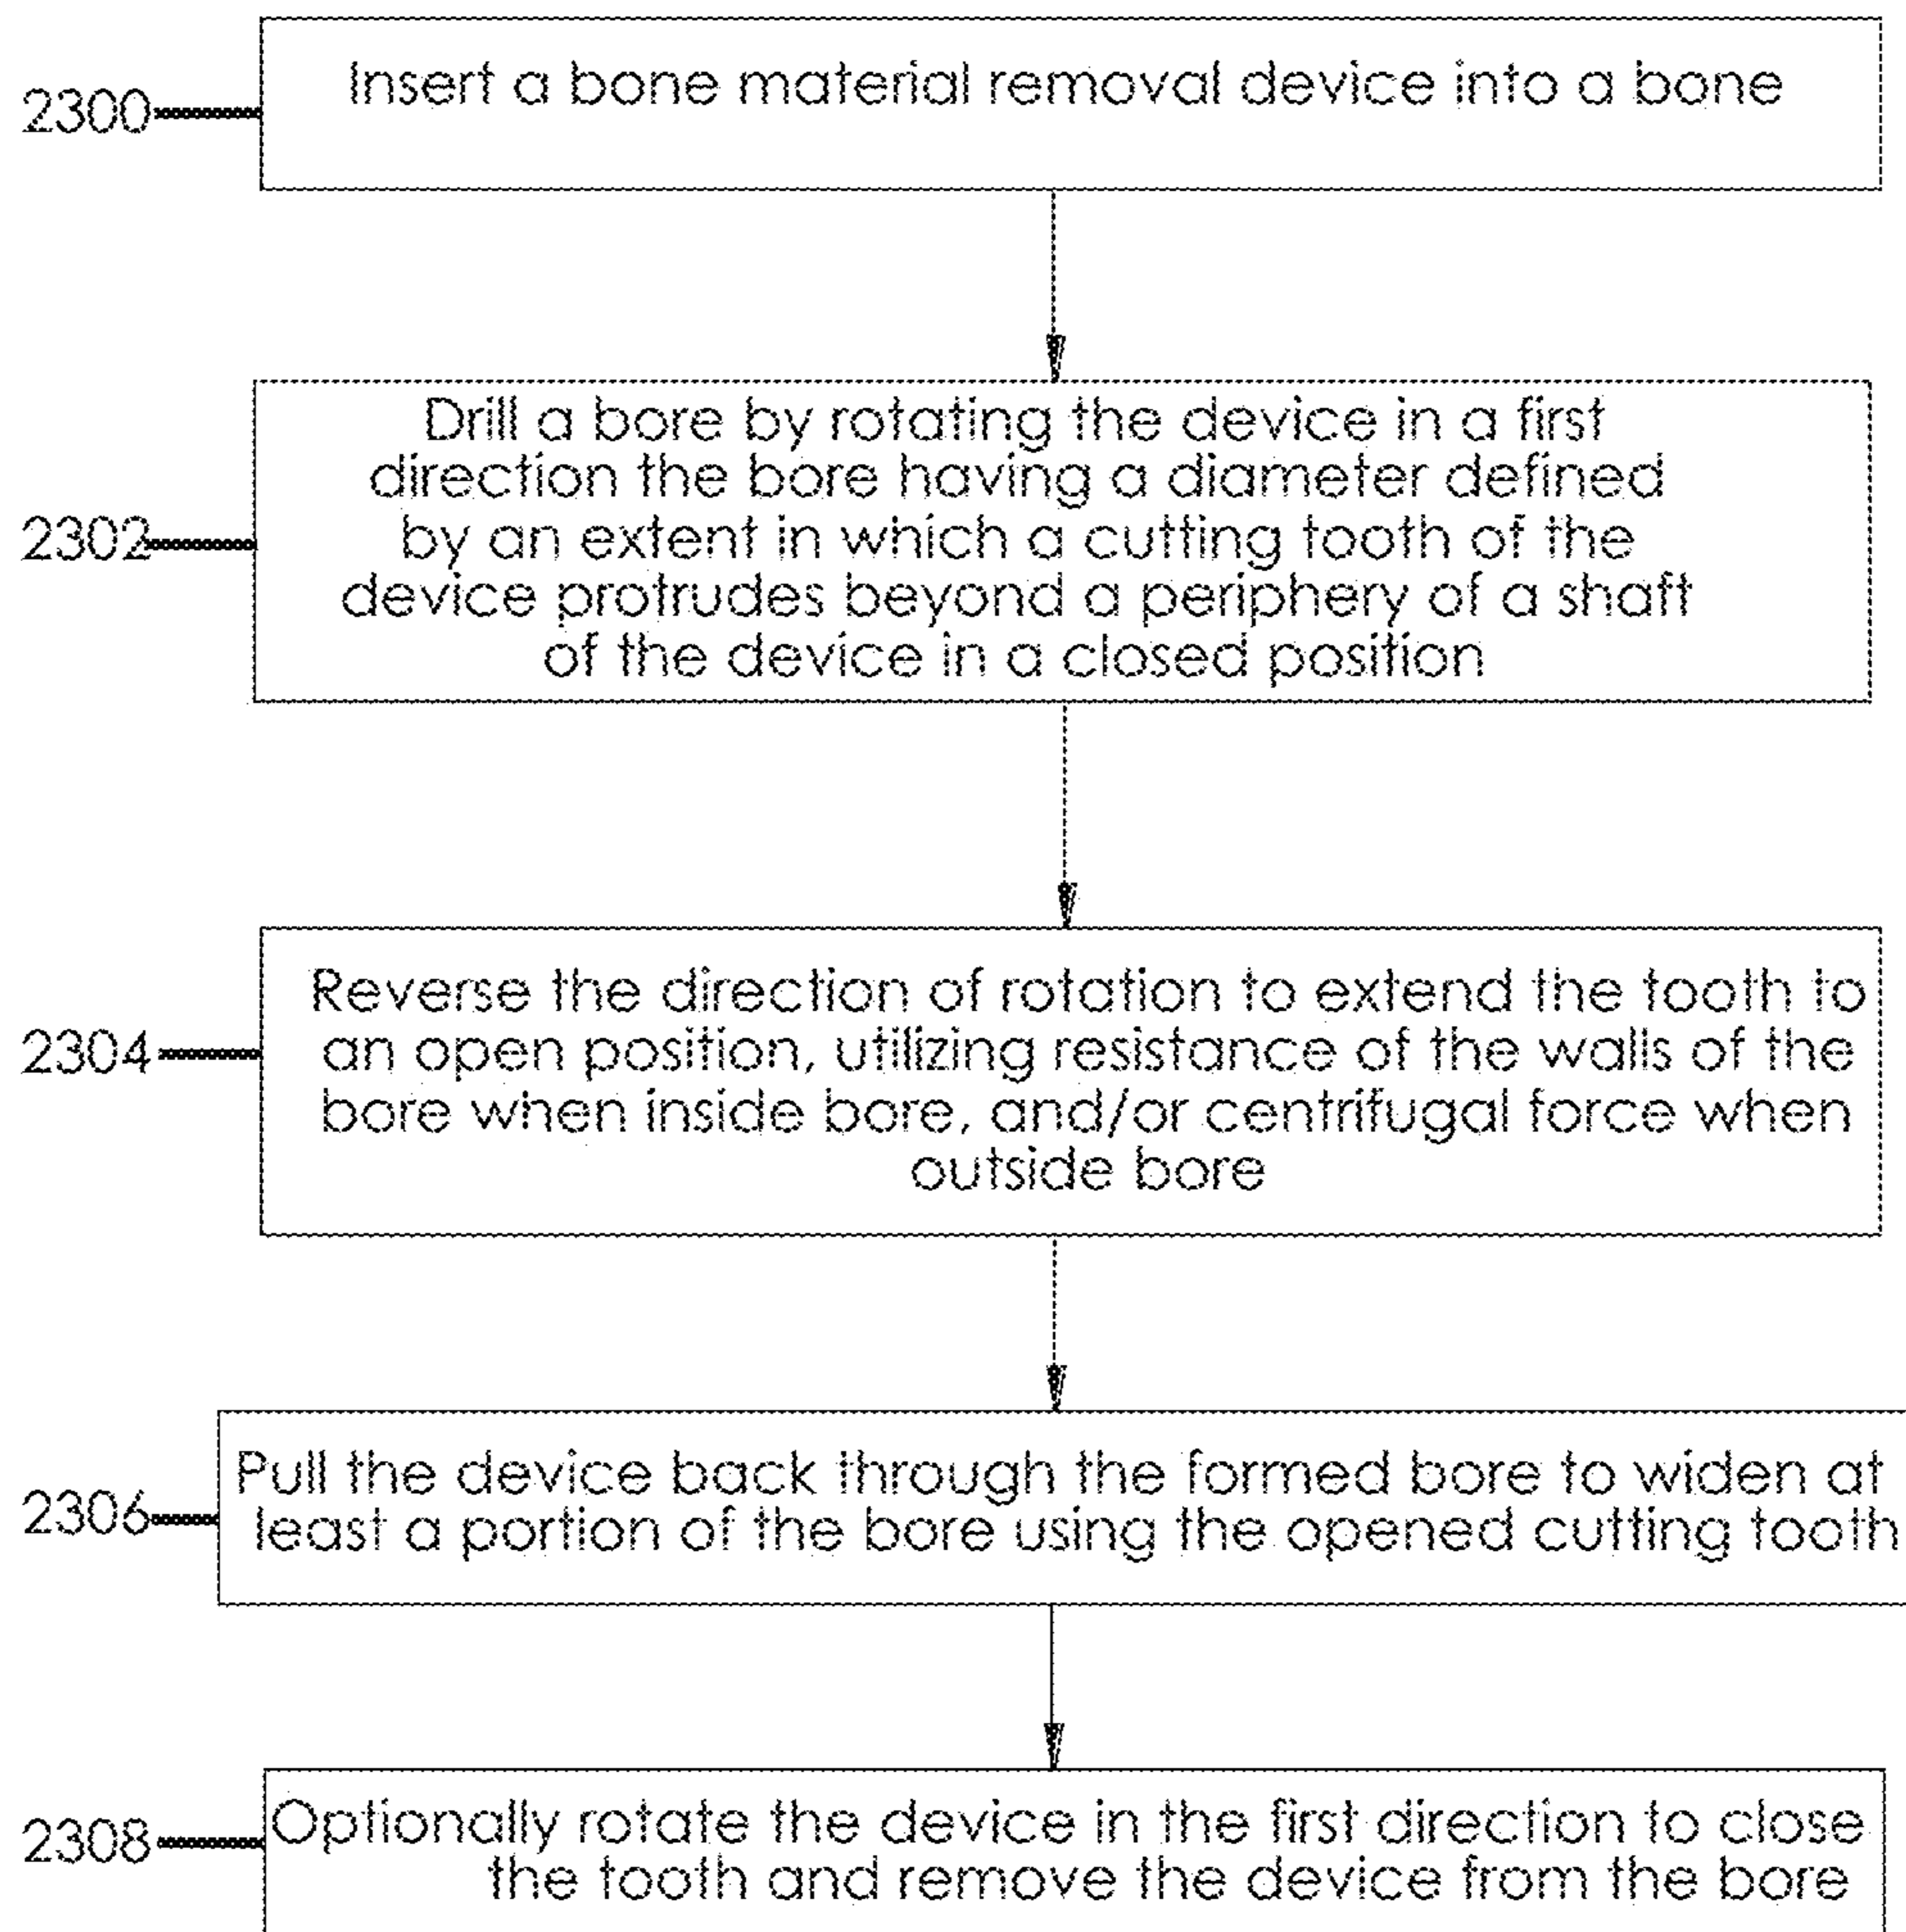 2300
Insert a bone material removal device into a bone
2302
Drill a bore by rotating the device in a first
direction the bore having a diameter defined
by an extent in which a cutting tooth of the
device protrudes beyond a periphery of a shaft
of the device in a closed position
2304
Reverse the direction of rotation to extend the tooth to
an open position, utilizing resistance of the walls of the
bore when inside bore, and/or centrifugal force when
outside bore
2306
Pull the device back through the formed bore to widen at
least a portion of the bore using the opened cutting tooth
2308
Optionally rotate the device in the first direction to close
the tooth and remove the device from the bore